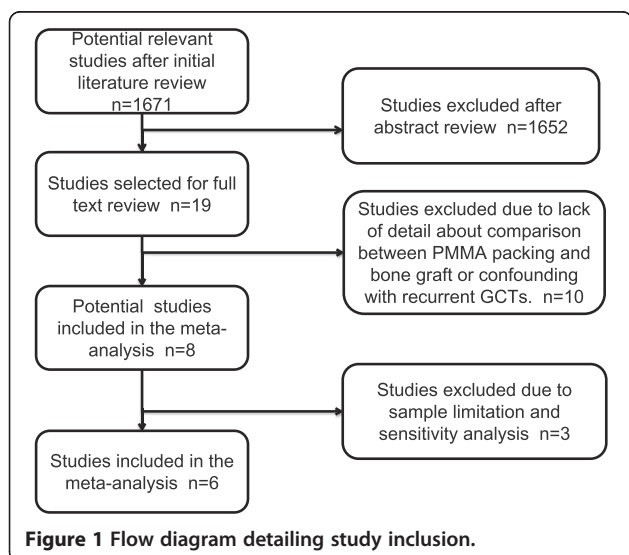 Potential relevant
studies after initial
literature review
n=1671
Studies excluded after
abstract review n=1652
Studies selected for full
text review n=19
Studies excluded due to lack
of detail about comparison
between PMMA packing and
bone graft or confounding
with recurrent GCTs. n=10
Potential studies
included in the meta-
analysis n=8
Studies excluded due to
sample limitation and
sensitivity analysis n=3
Studies included in the
meta-analysis n=6
Figure 1 Flow diagram detailing study inclusion.